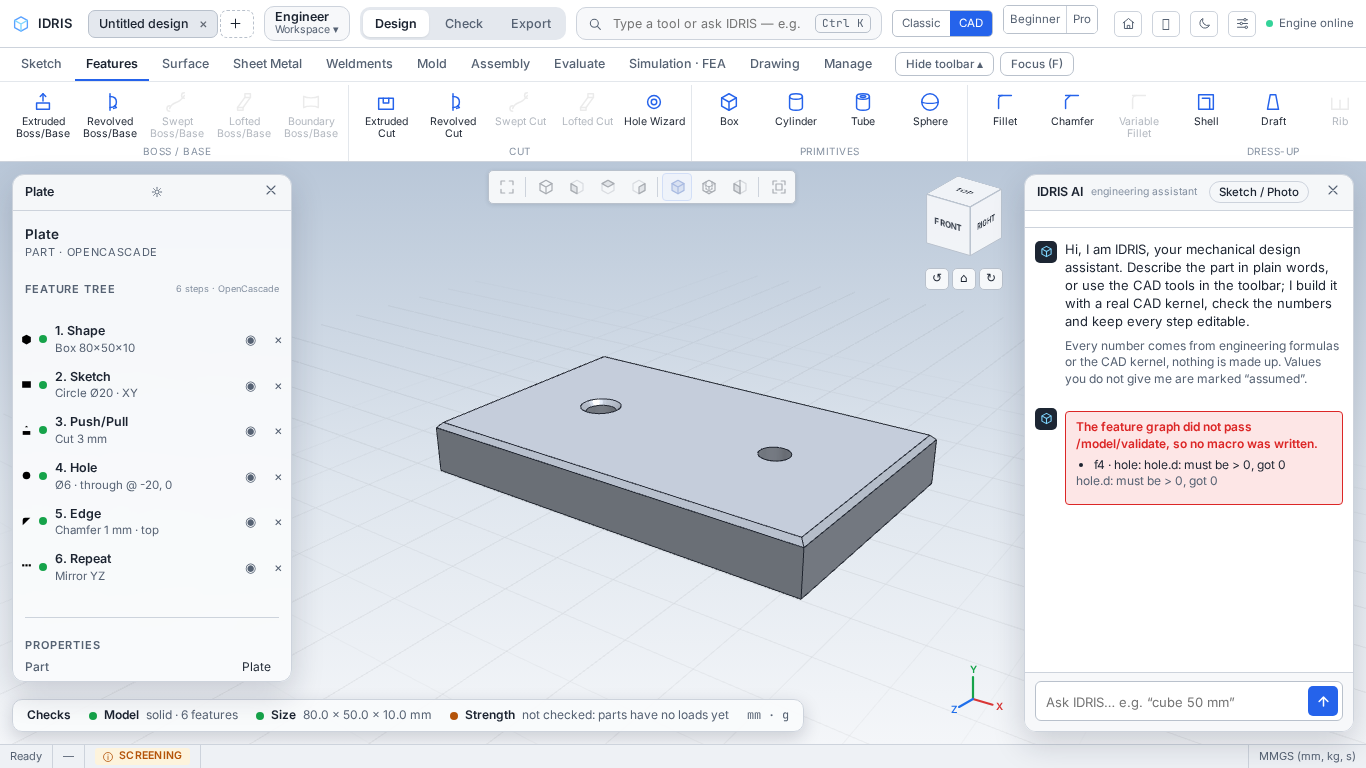 IDRIS
Untitled design ×
+
Engineer
Workspace ▾
Design
Check
Export
Type a tool or ask IDRIS — e.g.
Ctrl K
Classic
CAD
Beginner
Pro
Engine online
Sketch
Features
Surface
Sheet Metal
Weldments
Mold
Assembly
Evaluate
Simulation · FEA
Drawing
Manage
Hide toolbar ▴
Focus (F)
Extruded
Boss/Base
Revolved
Boss/Base
Swept
Boss/Base
Lofted
Boss/Base
Boundary
Boss/Base
BOSS / BASE
Extruded
Cut
Revolved
Cut
Swept Cut
Lofted Cut
Hole Wizard
CUT
Box
Cylinder
Tube
Sphere
PRIMITIVES
Fillet
Chamfer
Variable
Fillet
Shell
Draft
Rib
DRESS-UP
Plate
Plate
PART · OPENCASCADE
FEATURE TREE
6 steps · OpenCascade
1. Shape
Box 80×50×10
2. Sketch
Circle Ø20 · XY
3. Push/Pull
Cut 3 mm
4. Hole
Ø6 · through @ -20, 0
5. Edge
Chamfer 1 mm · top
6. Repeat
Mirror YZ
PROPERTIES
Part
Plate
TOP
FRONT
RIGHT
Y
X
Z
IDRIS AI
engineering assistant
Sketch / Photo
Hi, I am IDRIS, your mechanical design
assistant. Describe the part in plain words,
or use the CAD tools in the toolbar; I build it
with a real CAD kernel, check the numbers
and keep every step editable.
Every number comes from engineering formulas
or the CAD kernel, nothing is made up. Values
you do not give me are marked “assumed”.
The feature graph did not pass
/model/validate, so no macro was written.
• f4 · hole: hole.d: must be > 0, got 0
hole.d: must be > 0, got 0
Ask IDRIS… e.g. “cube 50 mm”
Checks
Model solid · 6 features
Size 80.0 × 50.0 × 10.0 mm
Strength not checked: parts have no loads yet
mm · g
Ready
—
SCREENING
MMGS (mm, kg, s)